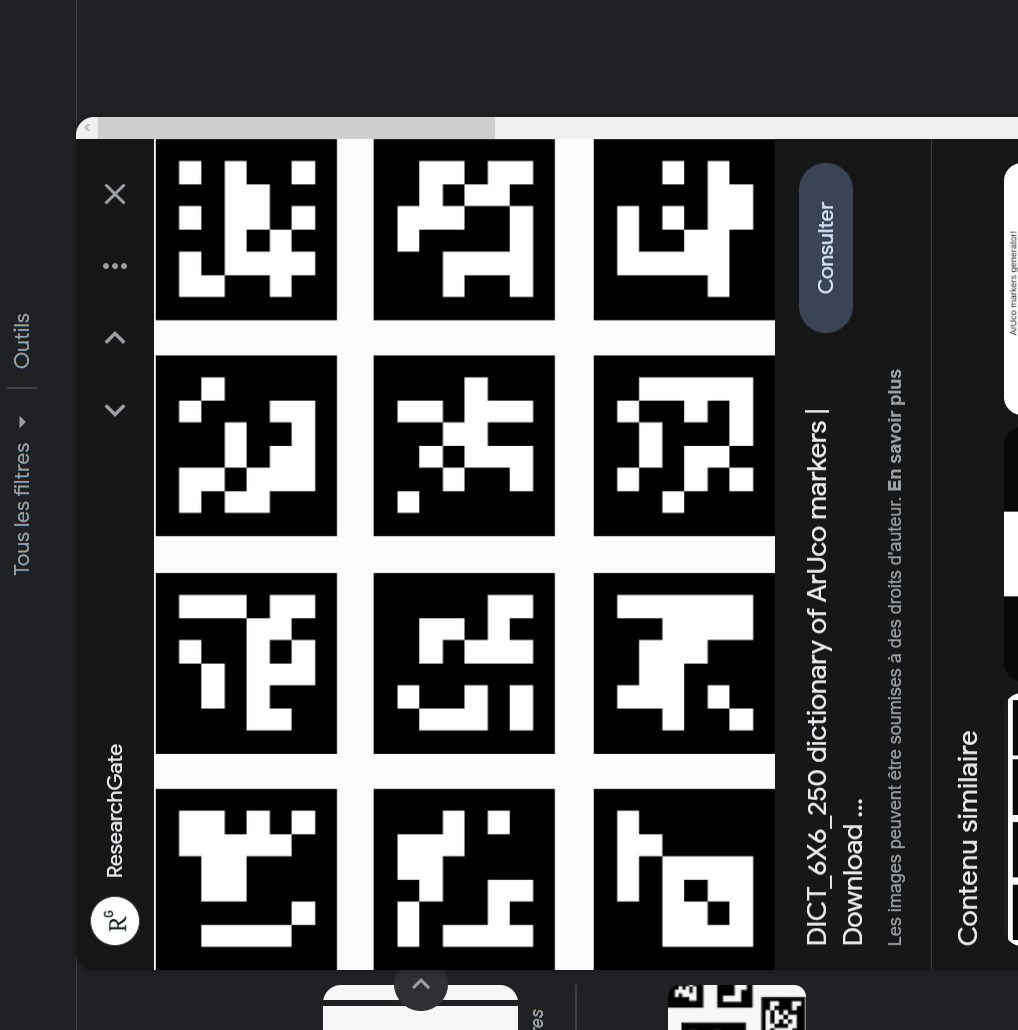 Tous les filtres
Outils
ResearchGate
DICT_6X6_250 dictionary of ArUco markers |
Download ...
Consulter
Les images peuvent être soumises à des droits d'auteur. En savoir plus
Contenu similaire
ArUco markers generator!
res